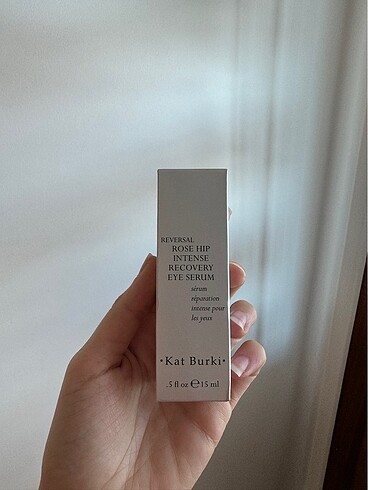 REVERSAL
ROSE HIP
INTENSE
RECOVERY
EYE SERUM
sérum
réparation
intense pour
les yeux
•Kat Burki•
.5 fl oz ℮ 15 ml